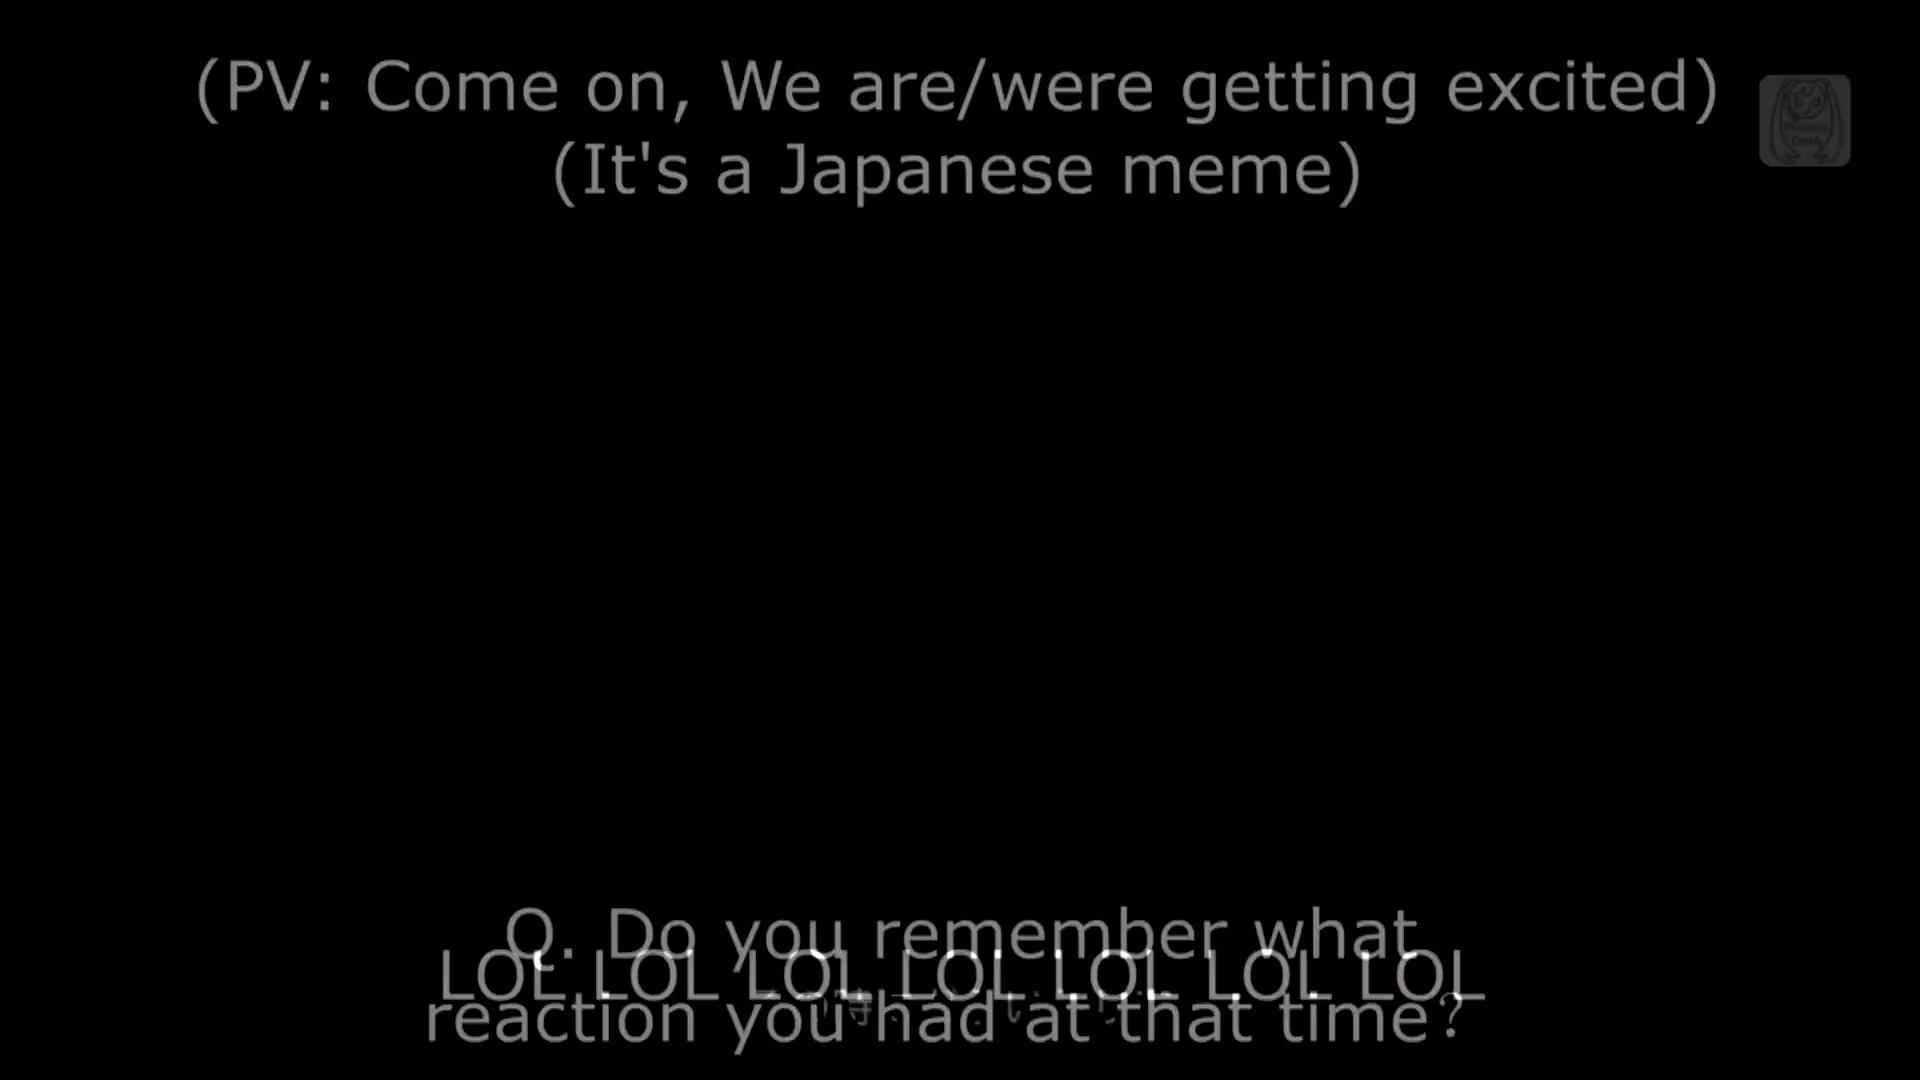 (PV: Come on, We are/were getting excited)
(It's a Japanese meme)
Q. Do you remember what
LOL LOL LOL LOL LOL LOL LOL
reaction you had at that time?